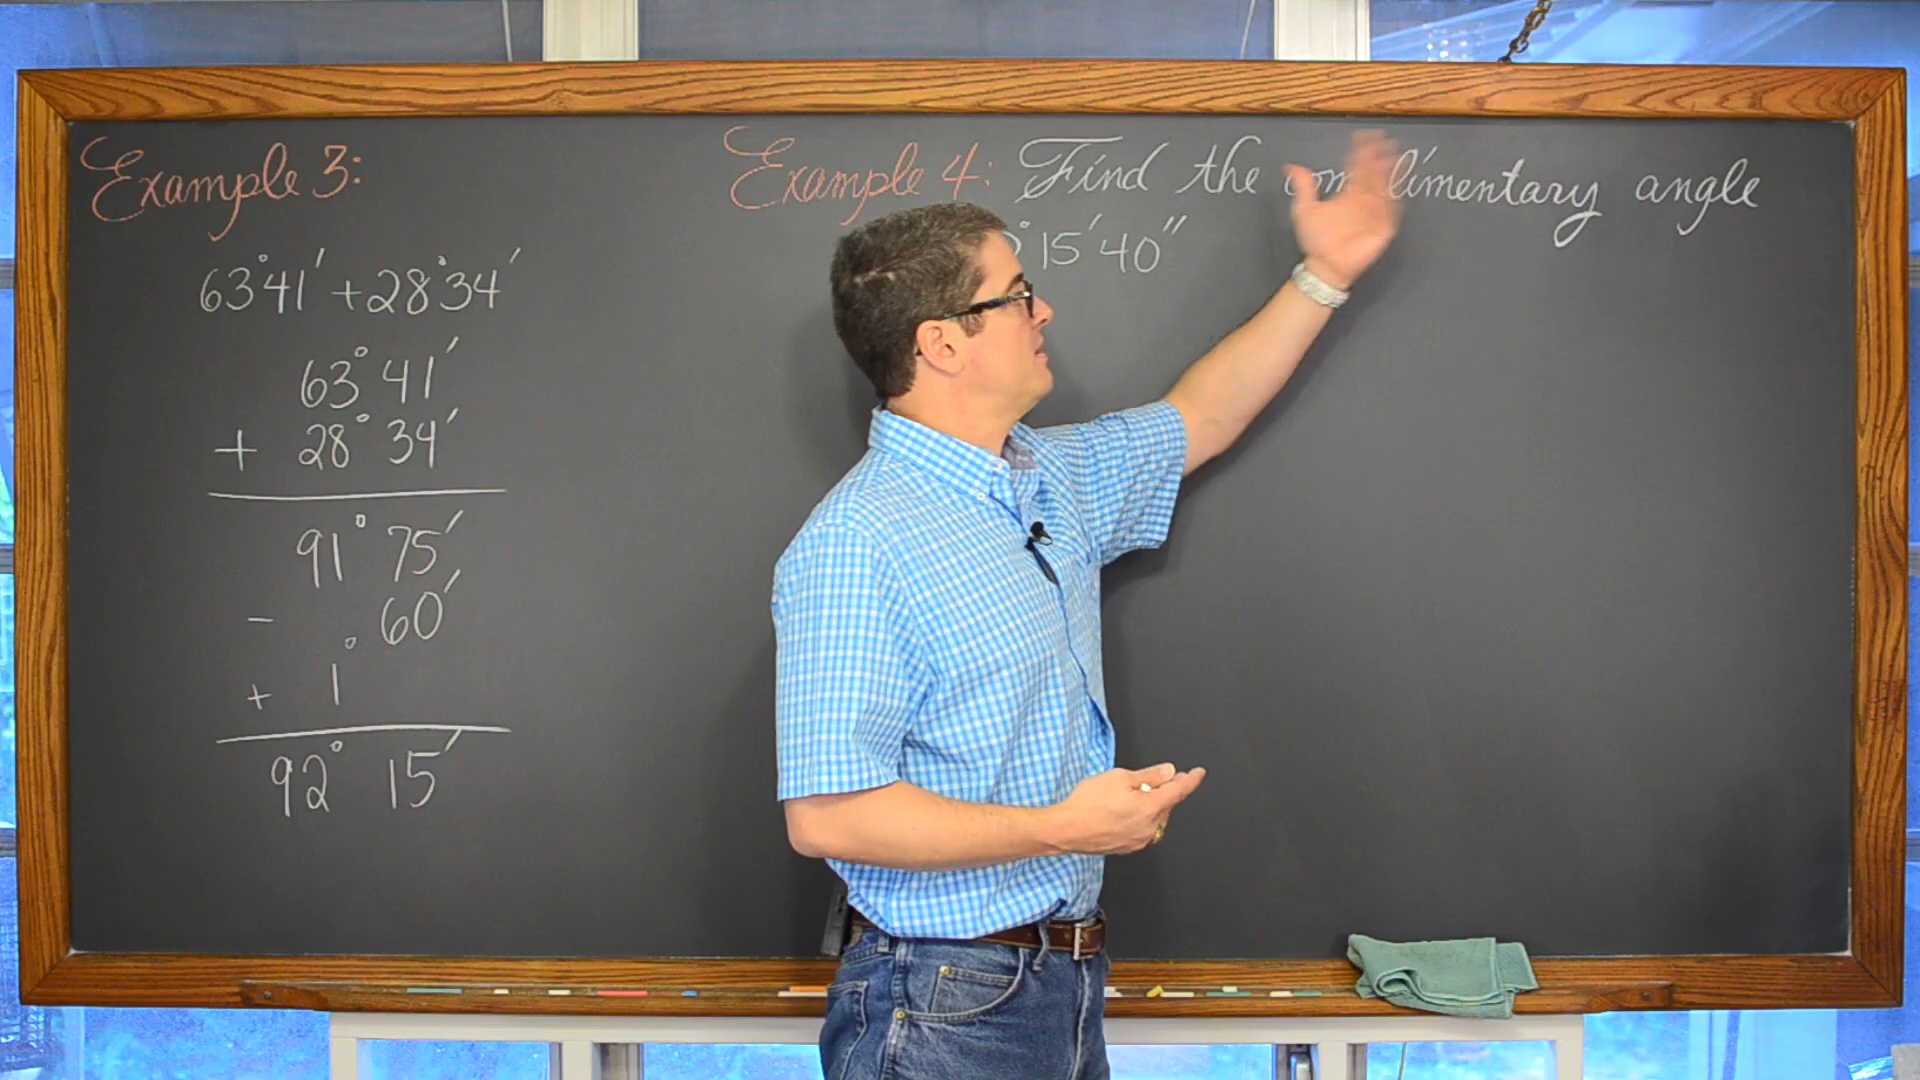 Example 3:
63°41' + 28°34'
63° 41'
+ 28° 34'
91° 75'
- 60'
+ 1°
92° 15'
Example 4: Find the angle
° 15' 40"